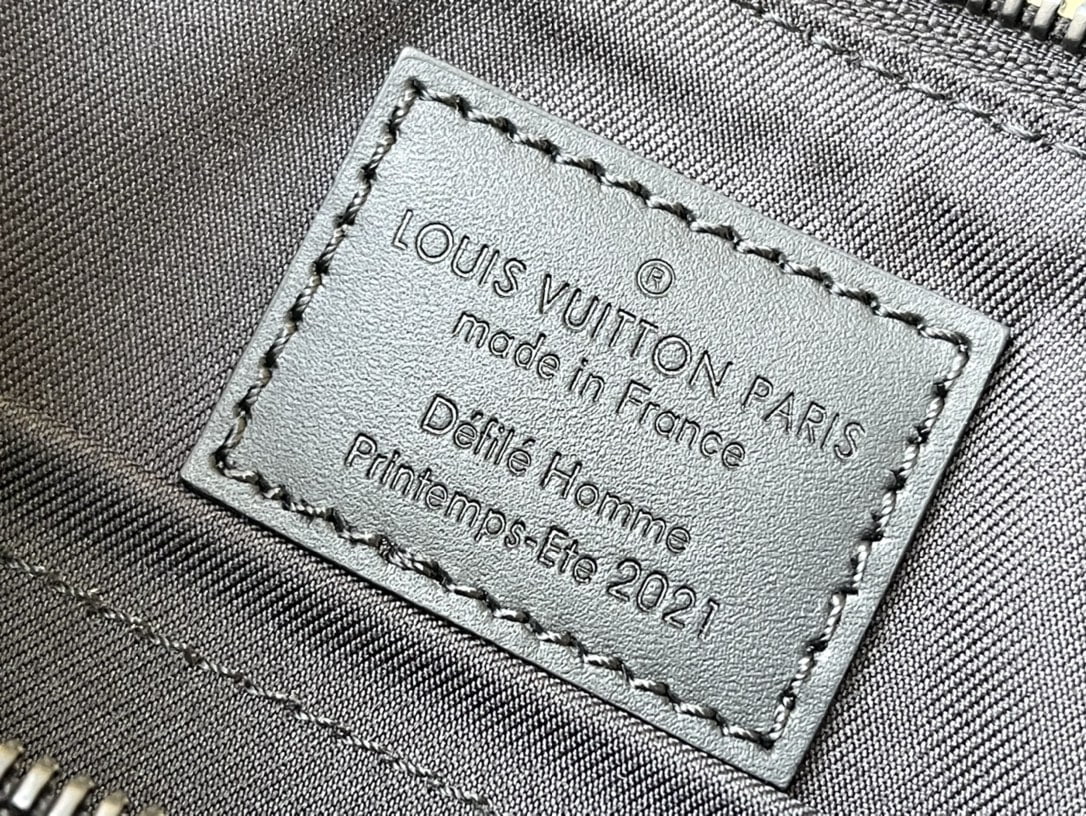 ®
LOUIS VUITTON PARIS
made in France
Défilé Homme
Printemps-Ete 2021